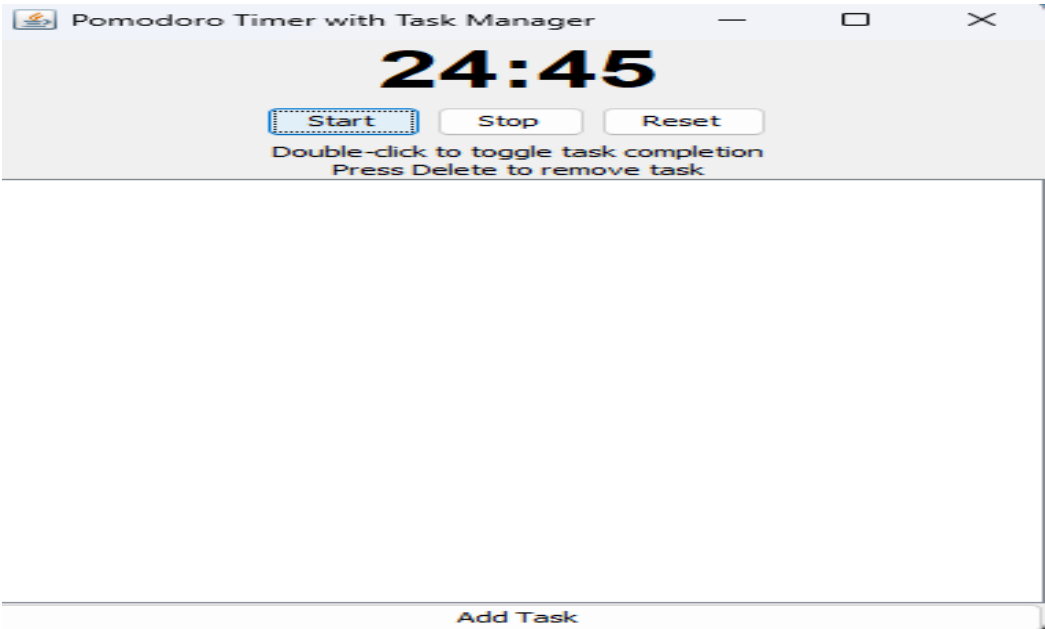 Pomodoro Timer with Task Manager
24:45
Start Stop Reset
Double-click to toggle task completion
Press Delete to remove task
Add Task